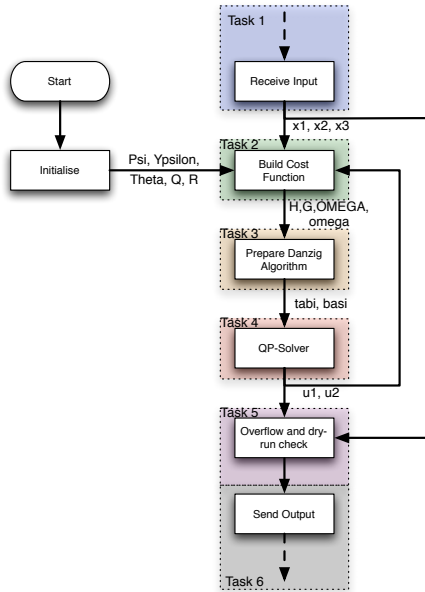 Task 1
Start
Receive Input
x1, x2, x3
Task 2
Psi, Ypsilon,
Theta, Q, R
Initialise
Build Cost
Function
H,G,OMEGA,
omega
Task 3
Prepare Danzig
Algorithm
tabi, basi
Task 4
QP-Solver
u1, u2
Task 5
Overflow and dry-
run check
Send Output
Task 6